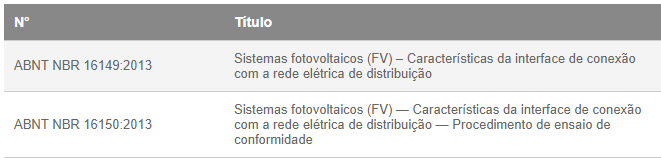 Nº Título
ABNT NBR 16149:2013 Sistemas fotovoltaicos (FV) – Características da interface de conexão
com a rede elétrica de distribuição
ABNT NBR 16150:2013 Sistemas fotovoltaicos (FV) — Características da interface de conexão
com a rede elétrica de distribuição — Procedimento de ensaio de
conformidade